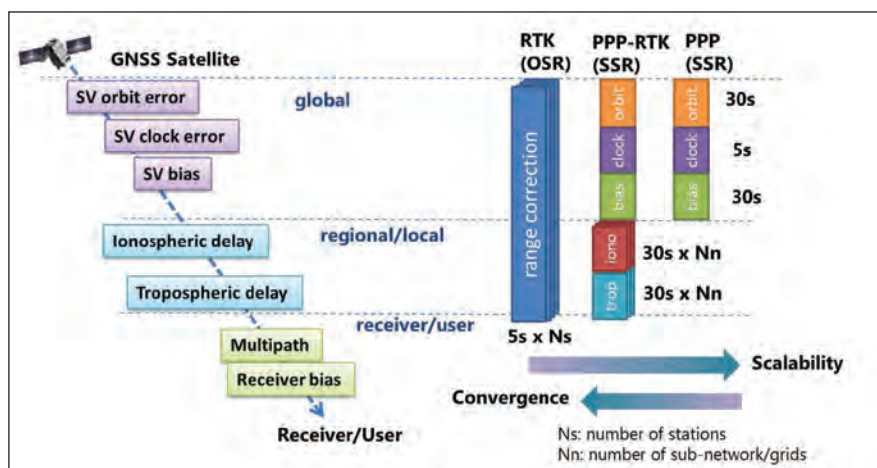 GNSS Satellite
SV orbit error
SV clock error
SV bias
Ionospheric delay
Tropospheric delay
Multipath
Receiver bias
Receiver/User
global
regional/local
receiver/user
RTK
(OSR)
PPP-RTK
(SSR)
PPP
(SSR)
range correction
orbit
clock
bias
iono
trop
orbit
clock
bias
30s
5s
30s
30s x Nn
30s x Nn
5s x Ns
Scalability
Convergence
Ns: number of stations
Nn: number of sub-network/grids